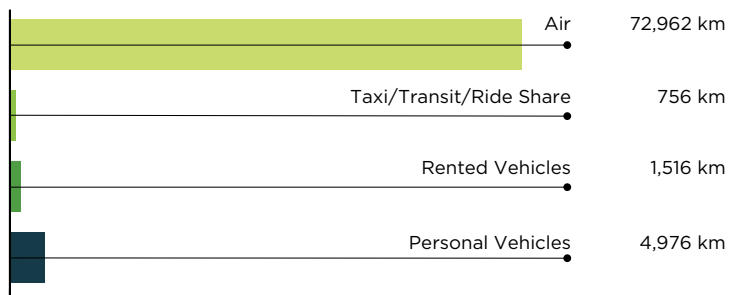 Air 72,962 km
Taxi/Transit/Ride Share 756 km
Rented Vehicles 1,516 km
Personal Vehicles 4,976 km